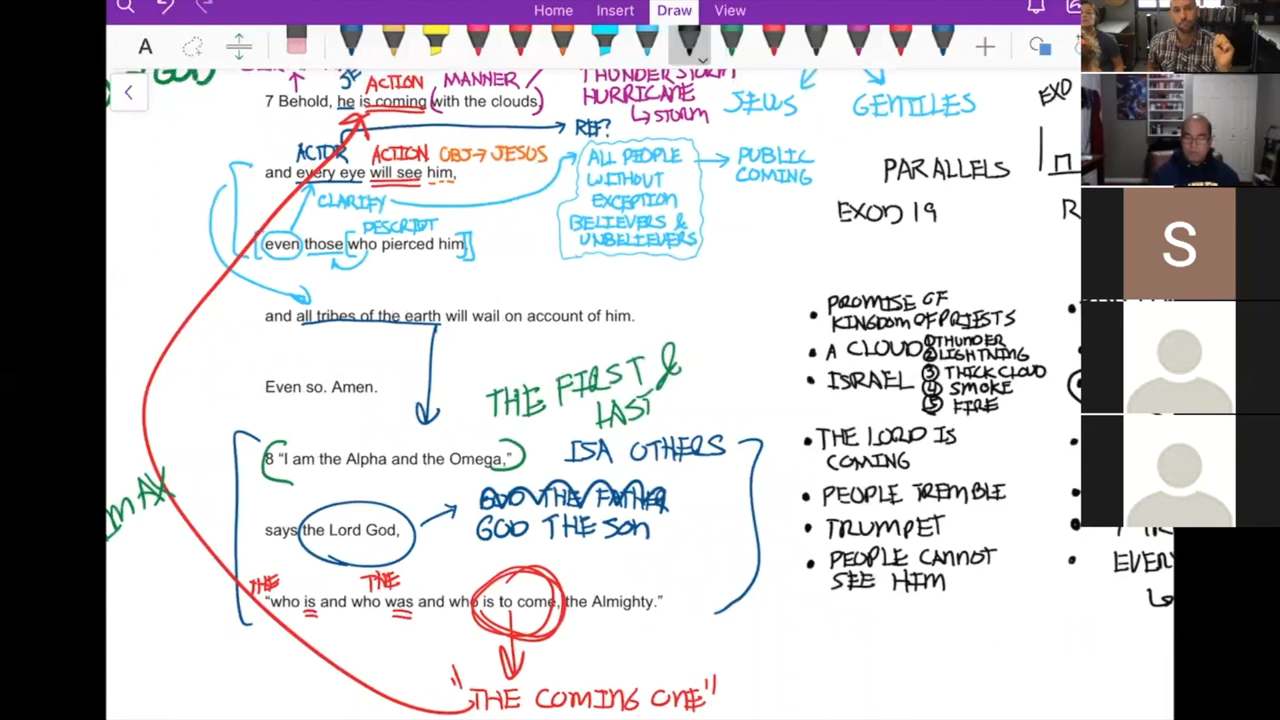 Home Insert Draw View
A
ACTION (MANNER
THUNDERSTORM
HURRICANE
↳ STORM
JEWS GENTILES
EXO
7 Behold, he is coming (with the clouds)
REF?
ACTOR ACTION OBJ→ JESUS
and every eye will see him,
ALL PEOPLE
WITHOUT
EXCEPTION
BELIEVERS &
UNBELIEVERS
→ PUBLIC
COMING
PARALLELS
CLARIFY
DESCRIPT
[even those [who pierced him]]
EXOD 19
R
S
and all tribes of the earth will wail on account of him.
Even so. Amen.
THE FIRST &
LAST
• PROMISE OF
KINGDOM OF PRIESTS
• A CLOUD ① THUNDER
② LIGHTNING
• ISRAEL ③ THICK CLOUD
④ SMOKE
⑤ FIRE
• THE LORD IS
COMING
• PEOPLE TREMBLE
• TRUMPET
• PEOPLE CANNOT
SEE HIM
EVER
8 “I am the Alpha and the Omega,”
ISA OTHERS
GOD THE FATHER
says the Lord God,
GOD THE SON
THE THE
“who is and who was and who is to come, the Almighty.”
"THE COMING ONE"